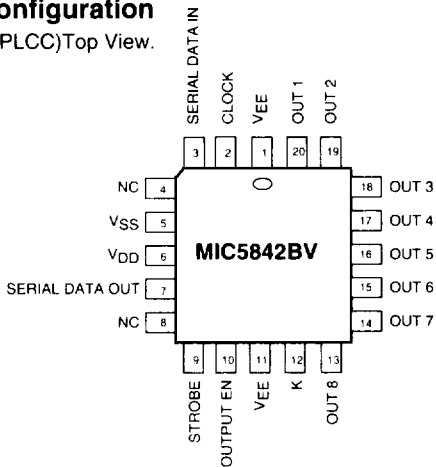 onfiguration
PLCC)Top View.
SERIAL DATA IN
CLOCK
VEE
OUT 1
OUT 2
3
2
1
20
19
NC 4
VSS 5
VDD 6
SERIAL DATA OUT 7
NC 8
MIC5842BV
18 OUT 3
17 OUT 4
16 OUT 5
15 OUT 6
14 OUT 7
9
10
11
12
13
STROBE
OUTPUT EN
VEE
K
OUT 8